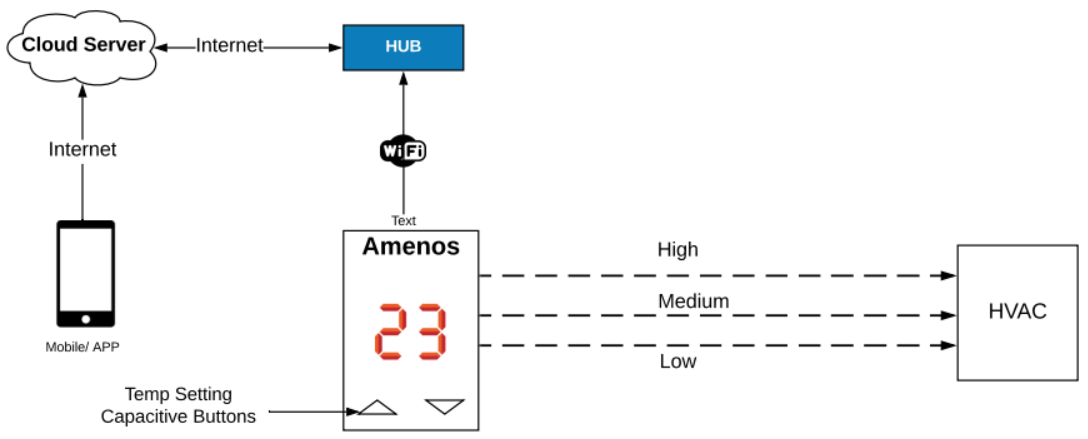 Cloud Server
Internet
HUB
Internet
WiFi
Text
Amenos
High
Medium
Low
HVAC
23
Mobile/ APP
Temp Setting
Capacitive Buttons